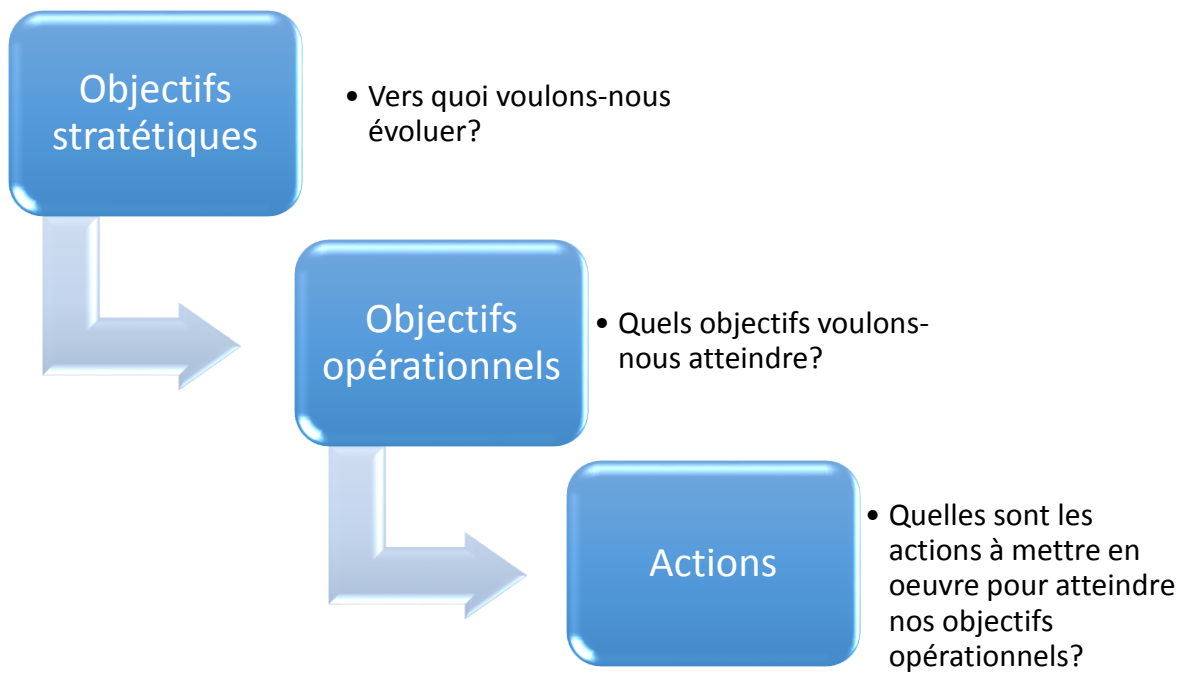 Objectifs
stratétiques
• Vers quoi voulons-nous
évoluer?
Objectifs
opérationnels
• Quels objectifs voulons-
nous atteindre?
Actions
• Quelles sont les
actions à mettre en
oeuvre pour atteindre
nos objectifs
opérationnels?